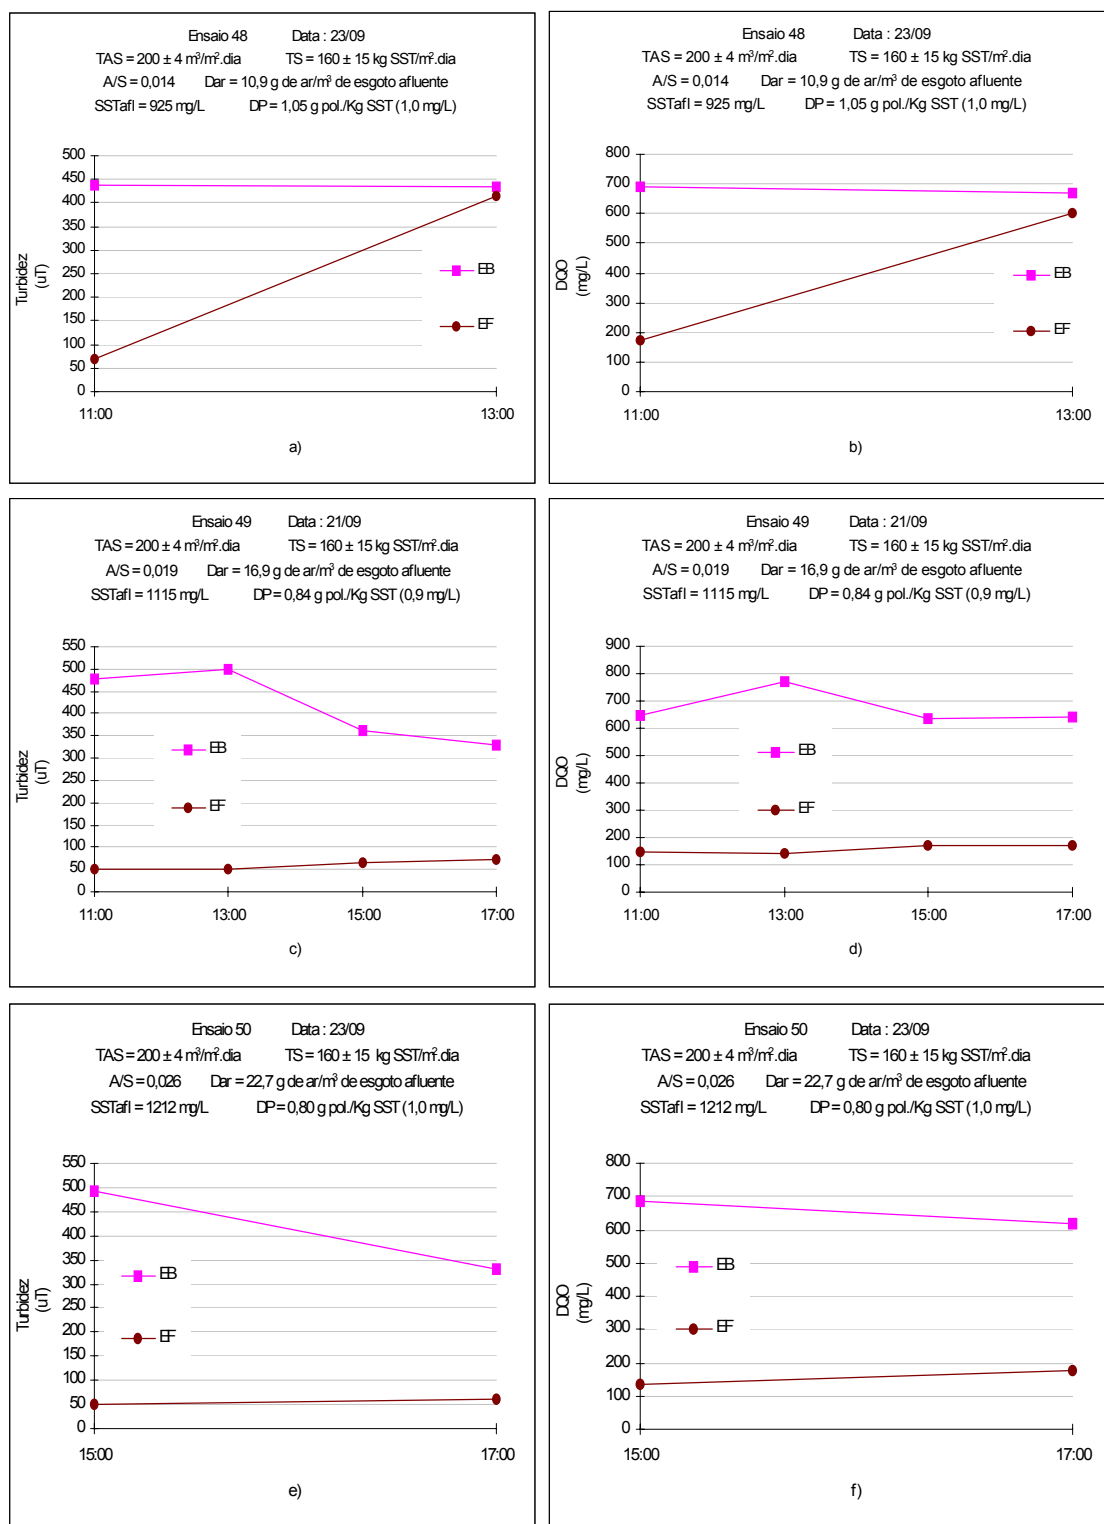 Ensaio 48 Data : 23/09
TAS = 200 ± 4 m³/m².dia TS = 160 ± 15 kg SST/m².dia
A/S = 0,014 Dar = 10,9 g de ar/m³ de esgoto afluente
SSTafl = 925 mg/L DP = 1,05 g pol./Kg SST (1,0 mg/L)
500
450
400
350
300
250
200
150
100
50
0
Turbidez
(uT)
EB
EF
11:00 13:00
a)
Ensaio 48 Data : 23/09
TAS = 200 ± 4 m³/m².dia TS = 160 ± 15 kg SST/m².dia
A/S = 0,014 Dar = 10,9 g de ar/m³ de esgoto afluente
SSTafl = 925 mg/L DP = 1,05 g pol./Kg SST (1,0 mg/L)
800
700
600
500
400
300
200
100
0
DQO
(mg/L)
EB
EF
11:00 13:00
b)
Ensaio 49 Data : 21/09
TAS = 200 ± 4 m³/m².dia TS = 160 ± 15 kg SST/m².dia
A/S = 0,019 Dar = 16,9 g de ar/m³ de esgoto afluente
SSTafl = 1115 mg/L DP = 0,84 g pol./Kg SST (0,9 mg/L)
550
500
450
400
350
300
250
200
150
100
50
0
Turbidez
(uT)
EB
EF
11:00 13:00 15:00 17:00
c)
Ensaio 49 Data : 21/09
TAS = 200 ± 4 m³/m².dia TS = 160 ± 15 kg SST/m².dia
A/S = 0,019 Dar = 16,9 g de ar/m³ de esgoto afluente
SSTafl = 1115 mg/L DP = 0,84 g pol./Kg SST (0,9 mg/L)
900
800
700
600
500
400
300
200
100
0
DQO
(mg/L)
EB
EF
11:00 13:00 15:00 17:00
d)
Ensaio 50 Data : 23/09
TAS = 200 ± 4 m³/m².dia TS = 160 ± 15 kg SST/m².dia
A/S = 0,026 Dar = 22,7 g de ar/m³ de esgoto afluente
SSTafl = 1212 mg/L DP = 0,80 g pol./Kg SST (1,0 mg/L)
550
500
450
400
350
300
250
200
150
100
50
0
Turbidez
(uT)
EB
EF
15:00 17:00
e)
Ensaio 50 Data : 23/09
TAS = 200 ± 4 m³/m².dia TS = 160 ± 15 kg SST/m².dia
A/S = 0,026 Dar = 22,7 g de ar/m³ de esgoto afluente
SSTafl = 1212 mg/L DP = 0,80 g pol./Kg SST (1,0 mg/L)
800
700
600
500
400
300
200
100
0
DQO
(mg/L)
EB
EF
15:00 17:00
f)